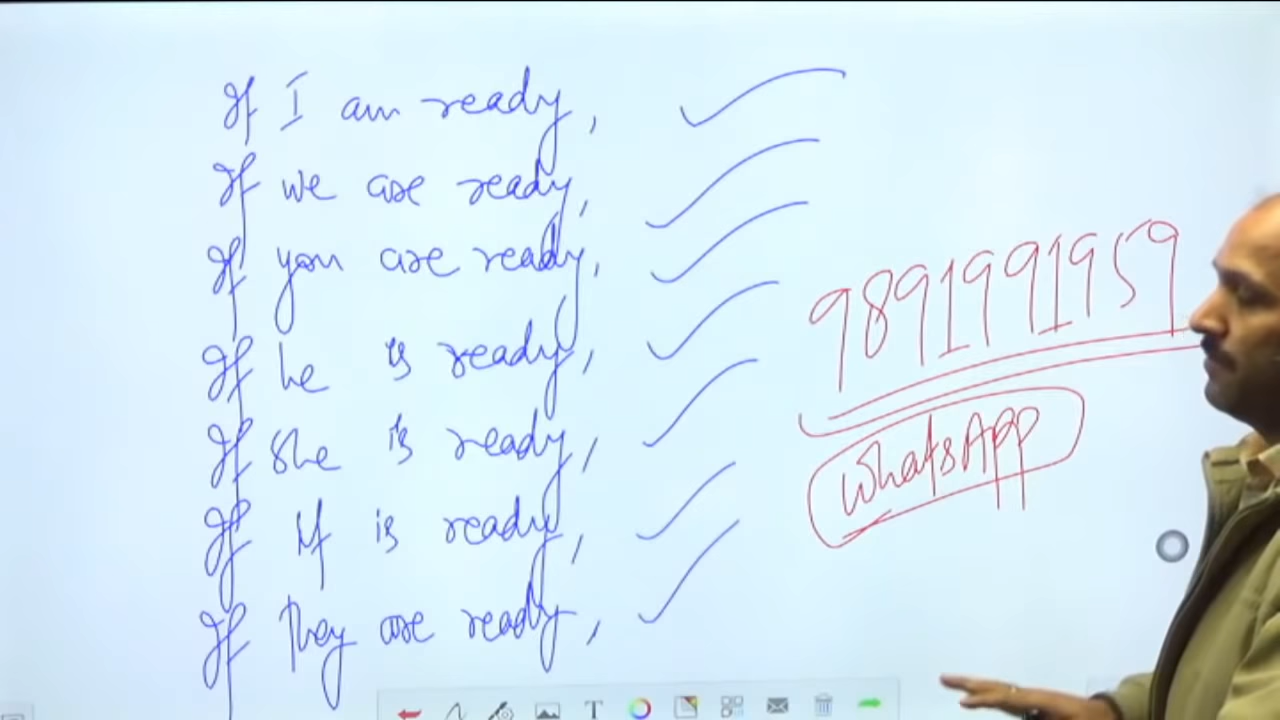 If I am ready,
If we are ready,
If you are ready,
If he is ready,
If she is ready,
If it is ready,
If they are ready,
9891991959
WhatsApp
T